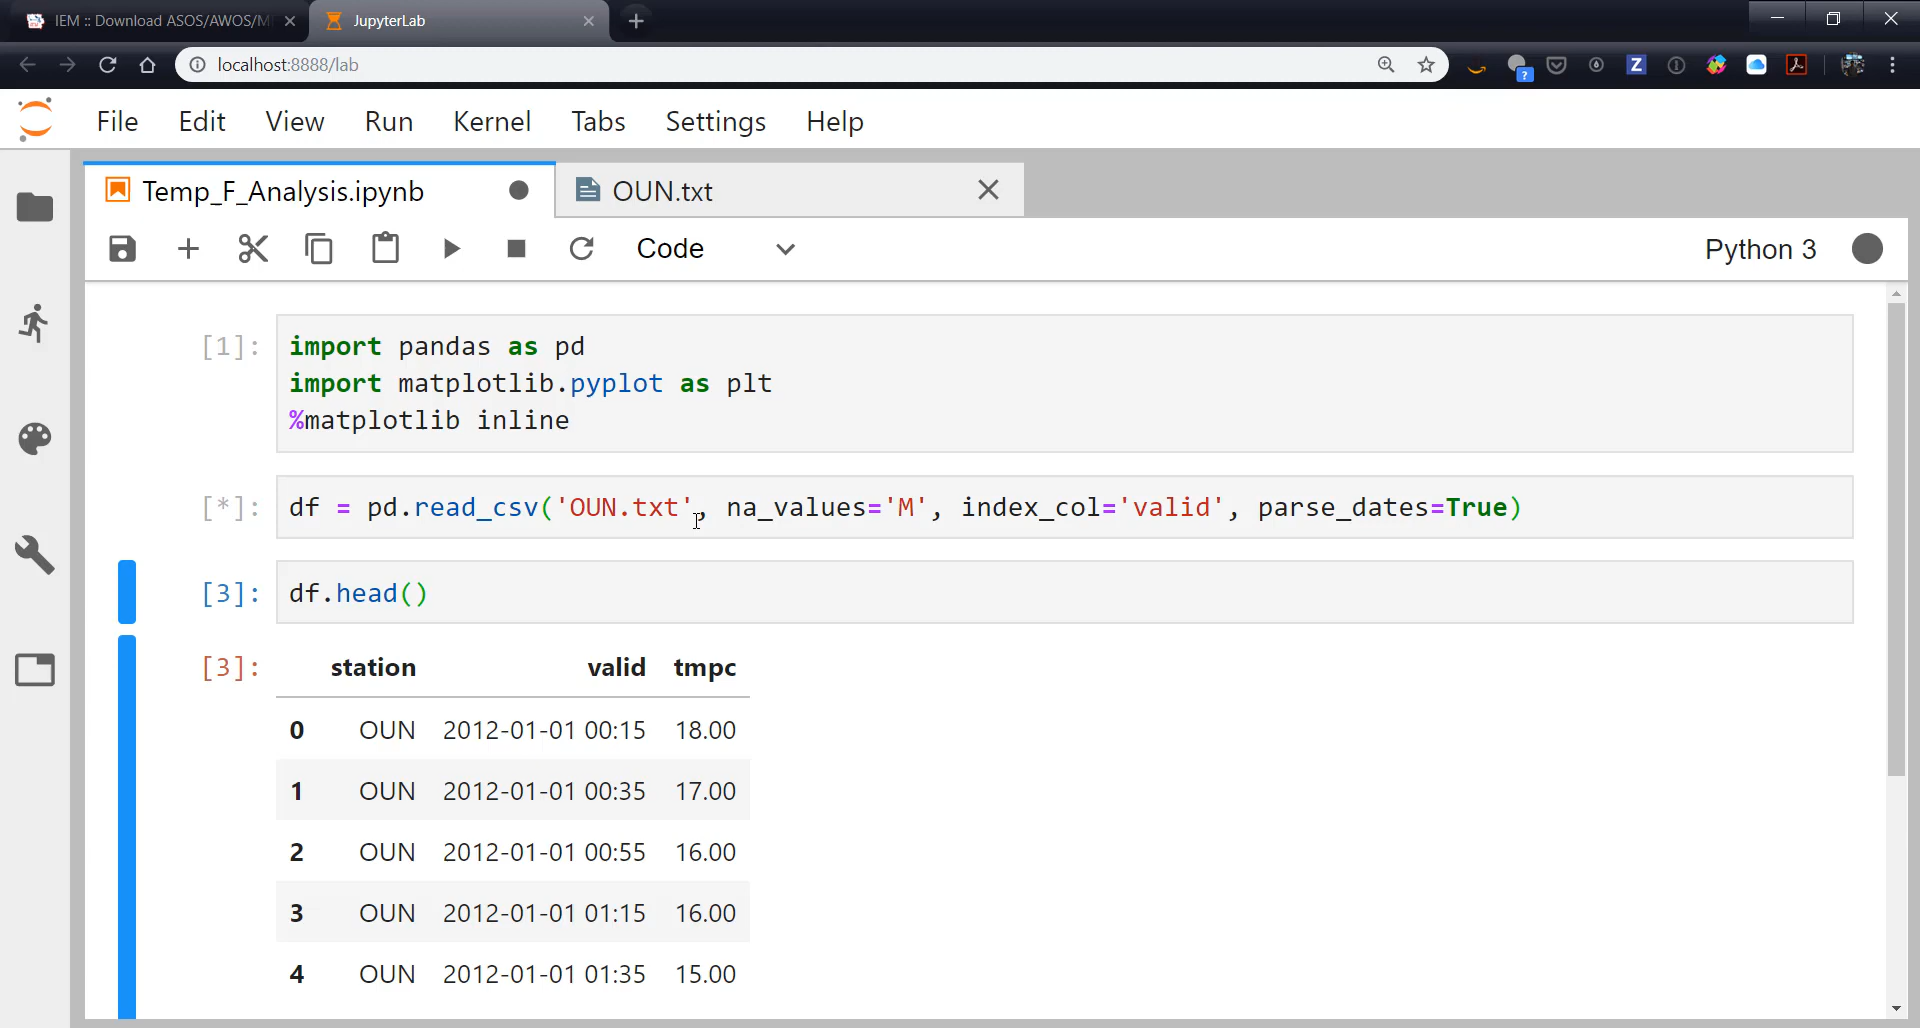 IEM :: Download ASOS/AWOS/M
JupyterLab
localhost:8888/lab
File Edit View Run Kernel Tabs Settings Help
Temp_F_Analysis.ipynb
OUN.txt
Code
Python 3
[1]: import pandas as pd
import matplotlib.pyplot as plt
%matplotlib inline
[*]: df = pd.read_csv('OUN.txt', na_values='M', index_col='valid', parse_dates=True)
[3]: df.head()
[3]: station valid tmpc
0 OUN 2012-01-01 00:15 18.00
1 OUN 2012-01-01 00:35 17.00
2 OUN 2012-01-01 00:55 16.00
3 OUN 2012-01-01 01:15 16.00
4 OUN 2012-01-01 01:35 15.00